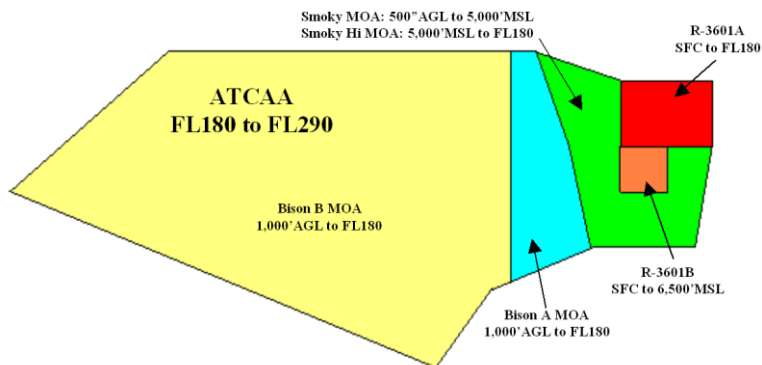 Smoky MOA: 500"AGL to 5,000'MSL
Smoky Hi MOA: 5,000'MSL to FL180
R-3601A
SFC to FL180
ATCAA
FL180 to FL290
Bison B MOA
1,000'AGL to FL180
R-3601B
SFC to 6,500'MSL
Bison A MOA
1,000'AGL to FL180